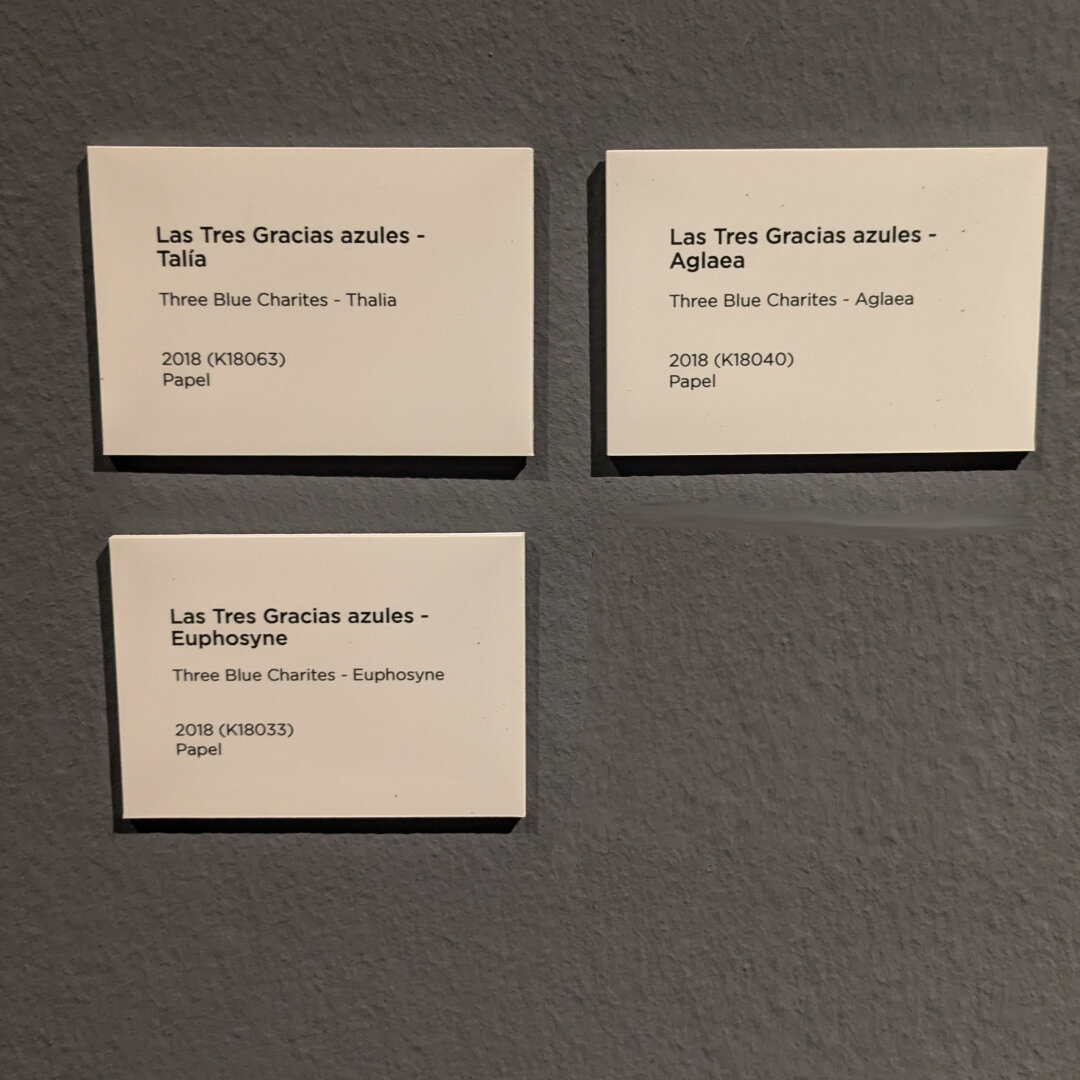 Las Tres Gracias azules -
Talía
Three Blue Charites - Thalia
2018 (K18063)
Papel
Las Tres Gracias azules -
Aglaea
Three Blue Charites - Aglaea
2018 (K18040)
Papel
Las Tres Gracias azules -
Euphosyne
Three Blue Charites - Euphosyne
2018 (K18033)
Papel